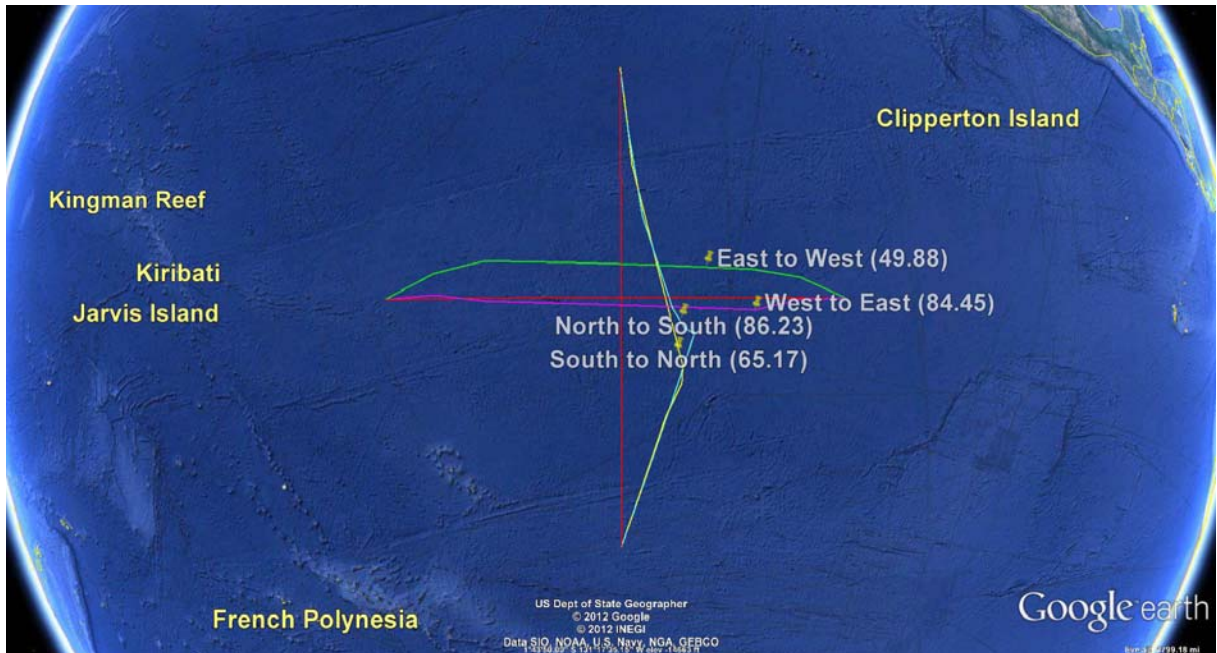 Clipperton Island
Kingman Reef
East to West (49.88)
Kiribati
West to East (84.45)
Jarvis Island
North to South (86.23)
South to North (65.17)
US Dept of State Geographer
© 2012 Google
© 2012 INEGI
Data SIO, NOAA, U.S. Navy, NGA, GEBCO
French Polynesia
Google earth